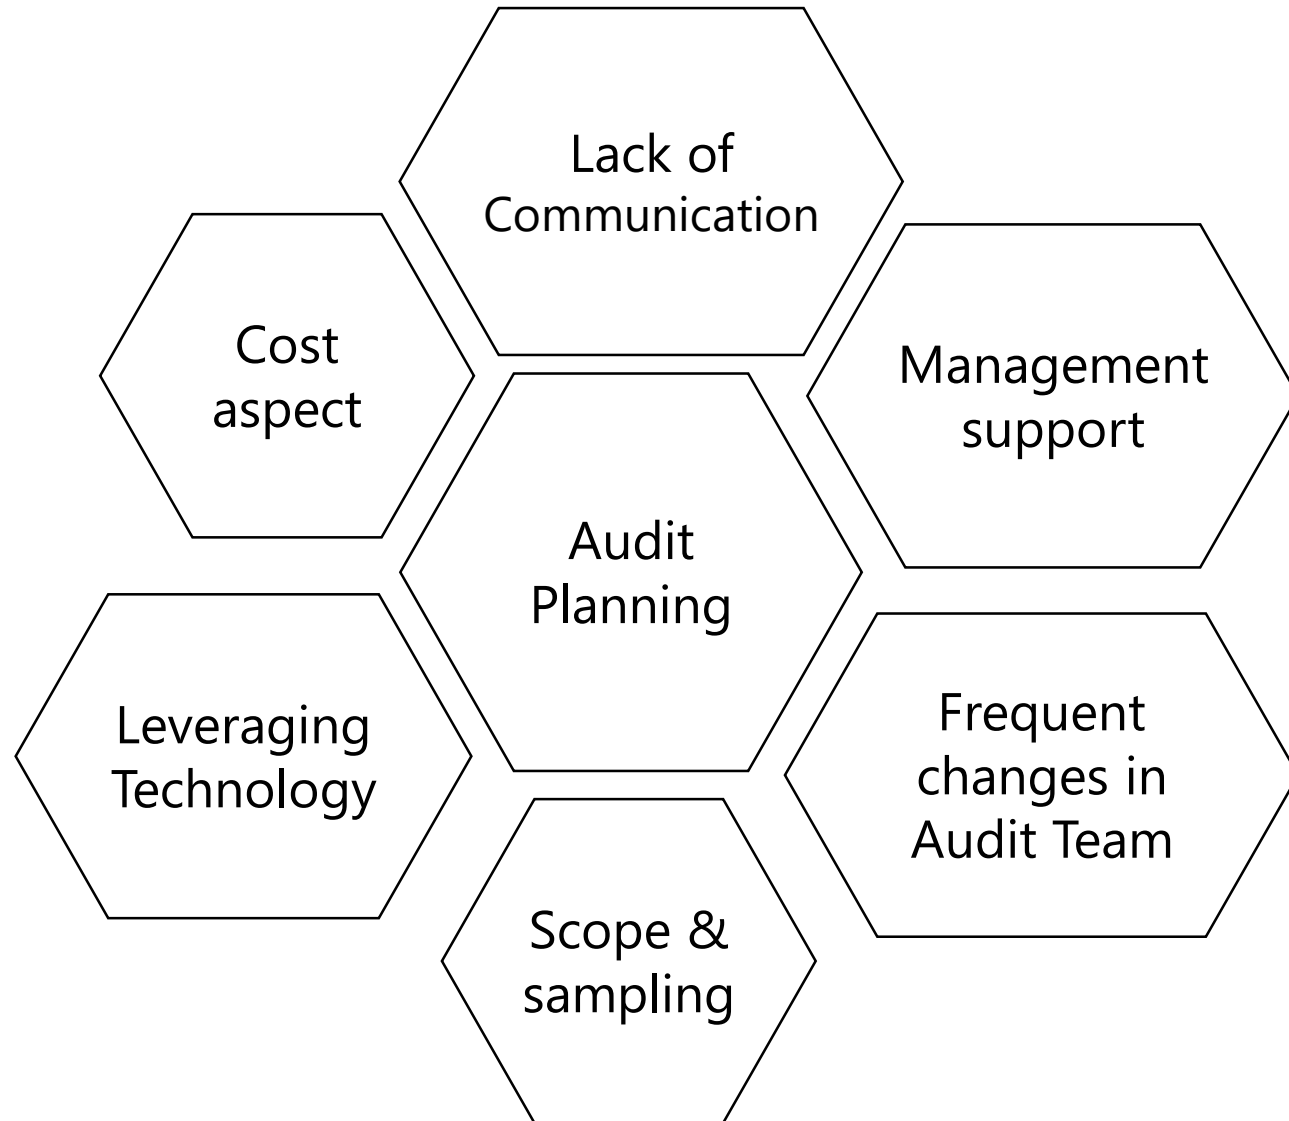 Lack of
Communication
Cost
aspect
Management
support
Audit
Planning
Leveraging
Technology
Frequent
changes in
Audit Team
Scope &
sampling